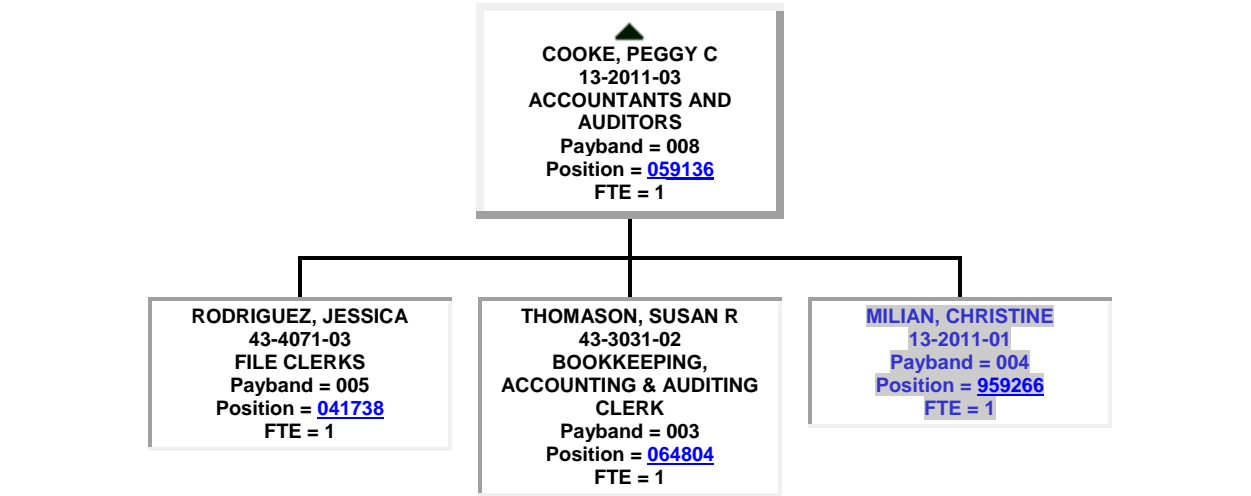 COOKE, PEGGY C
13-2011-03
ACCOUNTANTS AND
AUDITORS
Payband = 008
Position = 059136
FTE = 1
RODRIGUEZ, JESSICA
43-4071-03
FILE CLERKS
Payband = 005
Position = 041738
FTE = 1
THOMASON, SUSAN R
43-3031-02
BOOKKEEPING,
ACCOUNTING & AUDITING
CLERK
Payband = 003
Position = 064804
FTE = 1
MILIAN, CHRISTINE
13-2011-01
Payband = 004
Position = 959266
FTE = 1